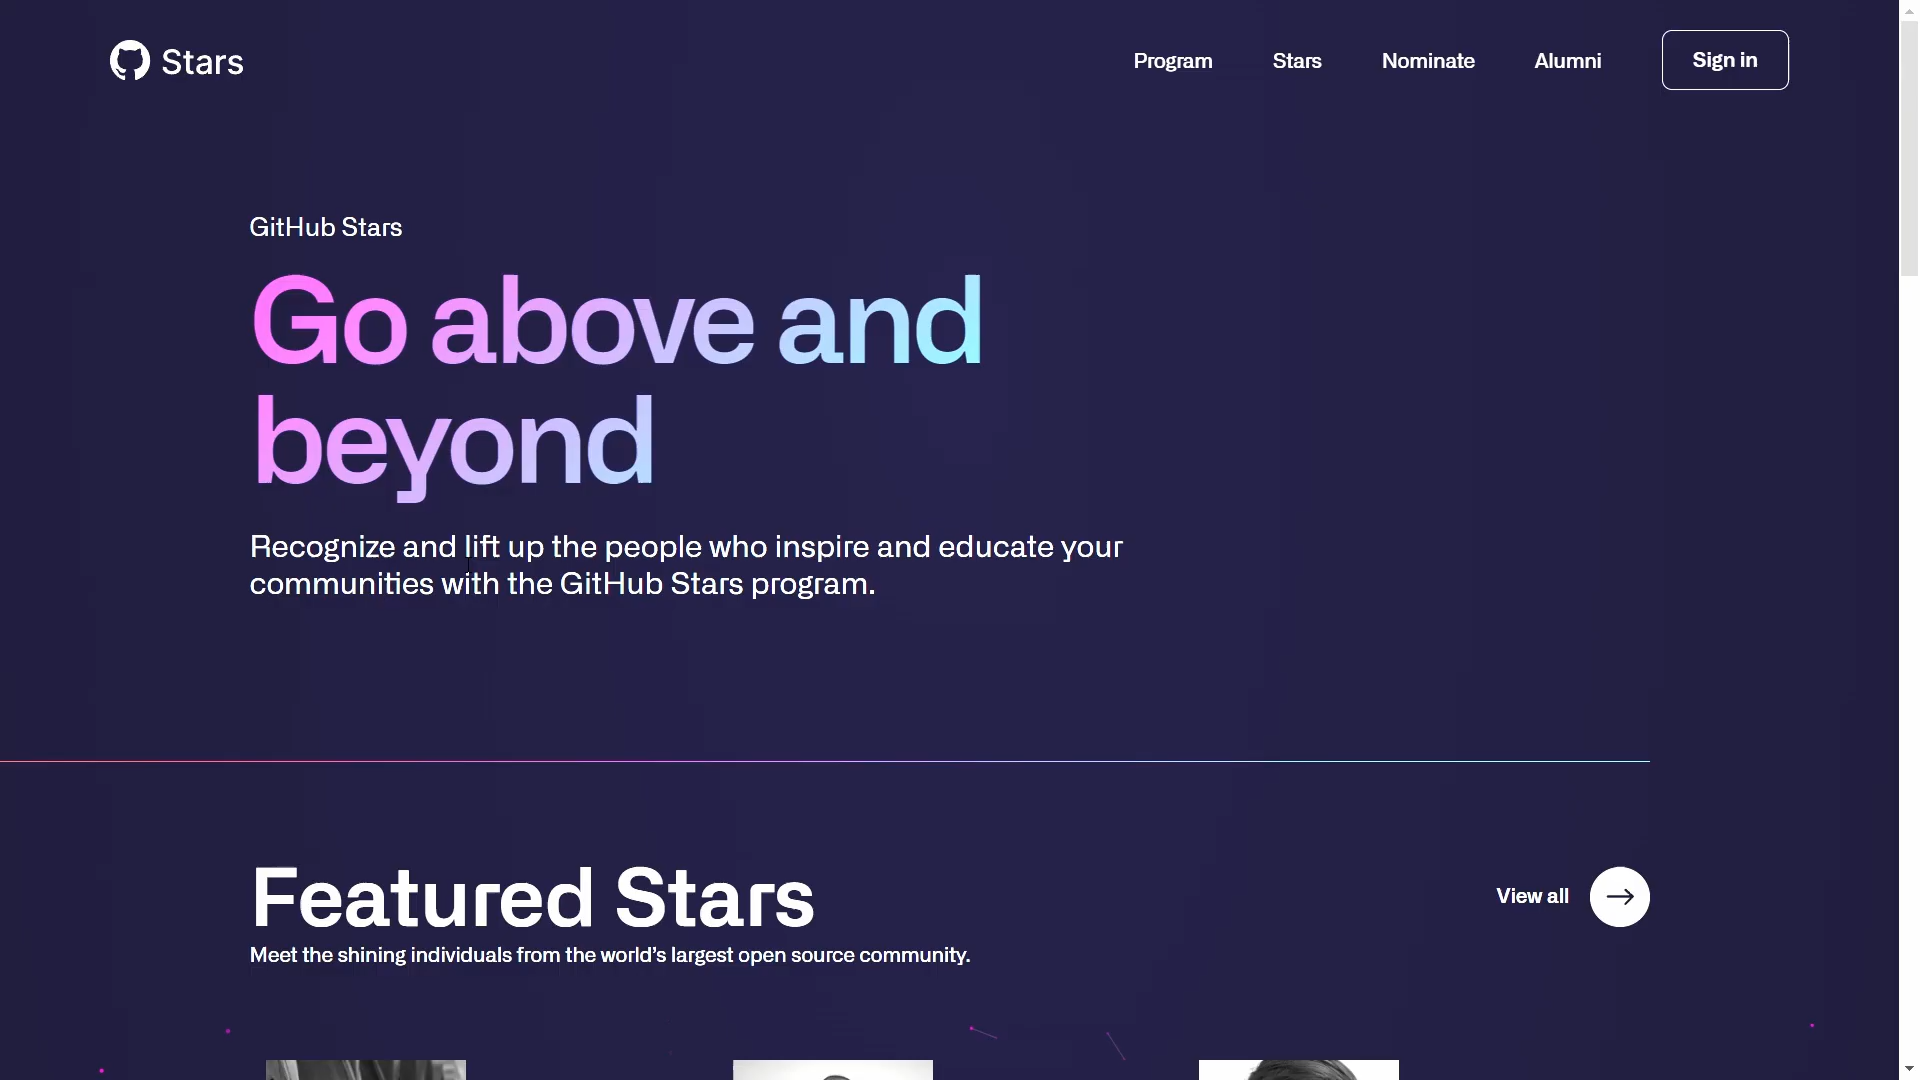 Stars
Program
Stars
Nominate
Alumni
Sign in
GitHub Stars
Go above and
beyond
Recognize and lift up the people who inspire and educate your
communities with the GitHub Stars program.
Featured Stars
View all
Meet the shining individuals from the world’s largest open source community.